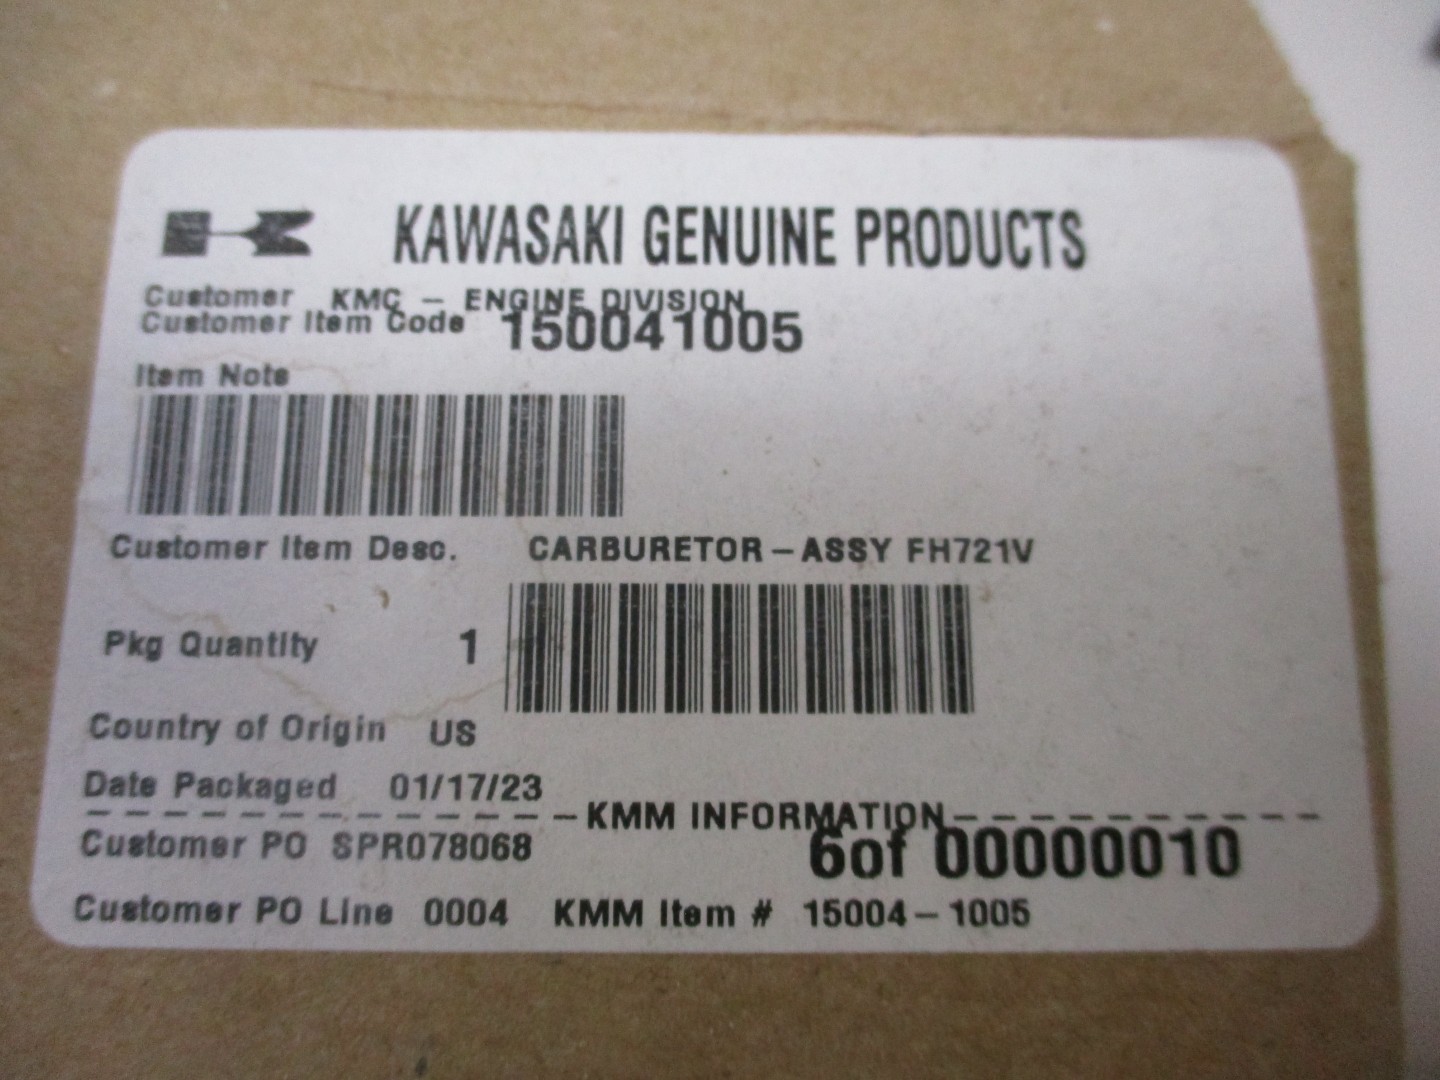 KAWASAKI GENUINE PRODUCTS
Customer KMC - ENGINE DIVISION
Customer Item Code 150041005
Item Note
Customer Item Desc. CARBURETOR-ASSY FH721V
Pkg Quantity 1
Country of Origin US
Date Packaged 01/17/23
KMM INFORMATION
Customer PO SPR078068 6of 00000010
Customer PO Line 0004 KMM Item # 15004-1005